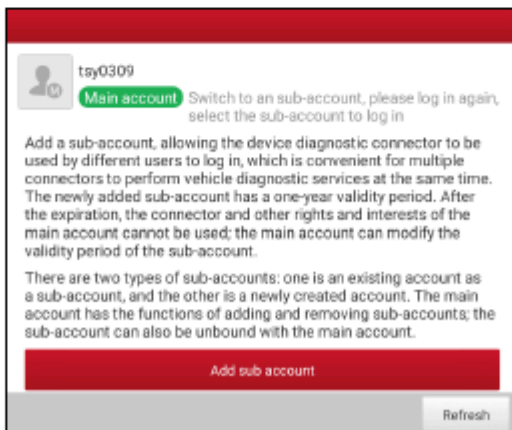 tsy0309
Main account Switch to an sub-account, please log in again,
select the sub-account to log in
Add a sub-account, allowing the device diagnostic connector to be
used by different users to log in, which is convenient for multiple
connectors to perform vehicle diagnostic services at the same time.
The newly added sub-account has a one-year validity period. After
the expiration, the connector and other rights and interests of the
main account cannot be used; the main account can modify the
validity period of the sub-account.
There are two types of sub-accounts: one is an existing account as
a sub-account, and the other is a newly created account. The main
account has the functions of adding and removing sub-accounts; the
sub-account can also be unbound with the main account.
Add sub account
Refresh